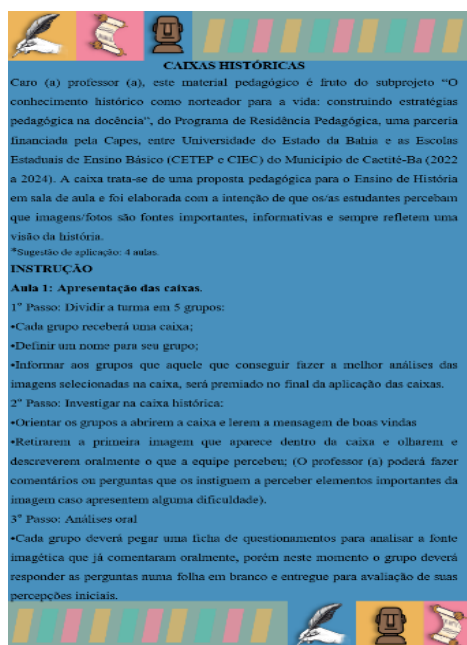 CAIXAS HISTÓRICAS
Caro (a) professor (a), este material pedagógico é fruto do subprojeto “O
conhecimento histórico como norteador para a vida: construindo estratégias
pedagógica na docência”, do Programa de Residência Pedagógica, uma parceria
financiada pela Capes, entre Universidade do Estado da Bahia e as Escolas
Estaduais de Ensino Básico (CETEP e CIEC) do Município de Caetité-Ba (2022
a 2024). A caixa trata-se de uma proposta pedagógica para o Ensino de História
em sala de aula e foi elaborada com a intenção de que os/as estudantes percebam
que imagens/fotos são fontes importantes, informativas e sempre refletem uma
visão da história.
*Sugestão de aplicação: 4 aulas.
INSTRUÇÃO
Aula 1: Apresentação das caixas.
1º Passo: Dividir a turma em 5 grupos:
•Cada grupo receberá uma caixa;
•Definir um nome para seu grupo;
•Informar aos grupos que aquele que conseguir fazer a melhor análises das
imagens selecionadas na caixa, será premiado no final da aplicação das caixas.
2º Passo: Investigar na caixa histórica:
•Orientar os grupos a abrirem a caixa e lerem a mensagem de boas vindas
•Retirarem a primeira imagem que aparece dentro da caixa e olharem e
descreverem oralmente o que a equipe percebeu; (O professor (a) poderá fazer
comentários ou perguntas que os instiguem a perceber elementos importantes da
imagem caso apresentem alguma dificuldade).
3º Passo: Análises oral
•Cada grupo deverá pegar uma ficha de questionamentos para analisar a fonte
imagética que já comentaram oralmente, porém neste momento o grupo deverá
responder as perguntas numa folha em branco e entregue para avaliação de suas
percepções iniciais.